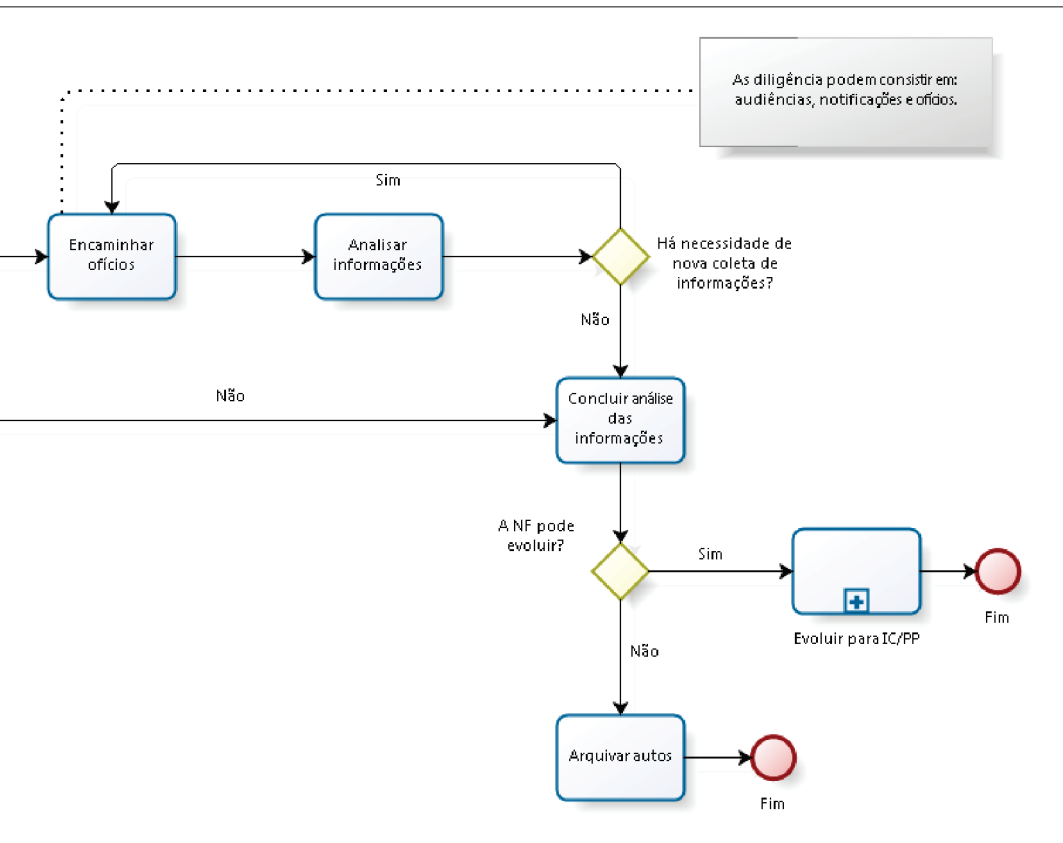 As diligência podem consistir em:
audiências, notificações e ofícios.
Sim
Encaminhar
ofícios
Analisar
informações
Há necessidade de
nova coleta de
informações?
Não
Não
Concluir análise
das
informações
A NF pode
evoluir?
Sim
Evoluir para IC/PP
Fim
Não
Arquivar autos
Fim